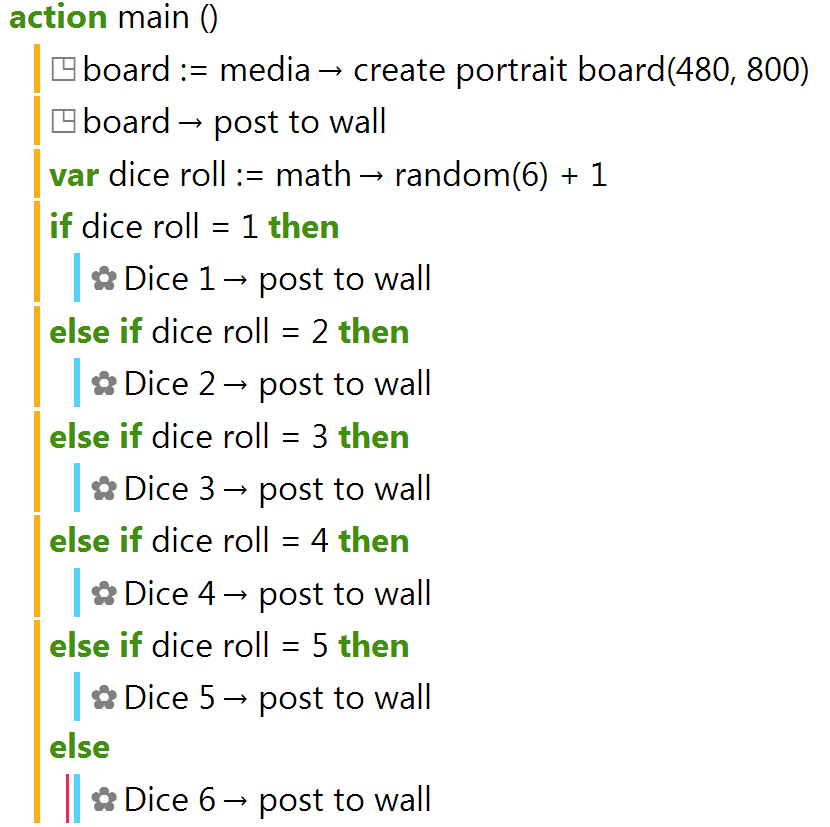 action main ()
board := media → create portrait board(480, 800)
board → post to wall
var dice roll := math → random(6) + 1
if dice roll = 1 then
Dice 1 → post to wall
else if dice roll = 2 then
Dice 2 → post to wall
else if dice roll = 3 then
Dice 3 → post to wall
else if dice roll = 4 then
Dice 4 → post to wall
else if dice roll = 5 then
Dice 5 → post to wall
else
Dice 6 → post to wall